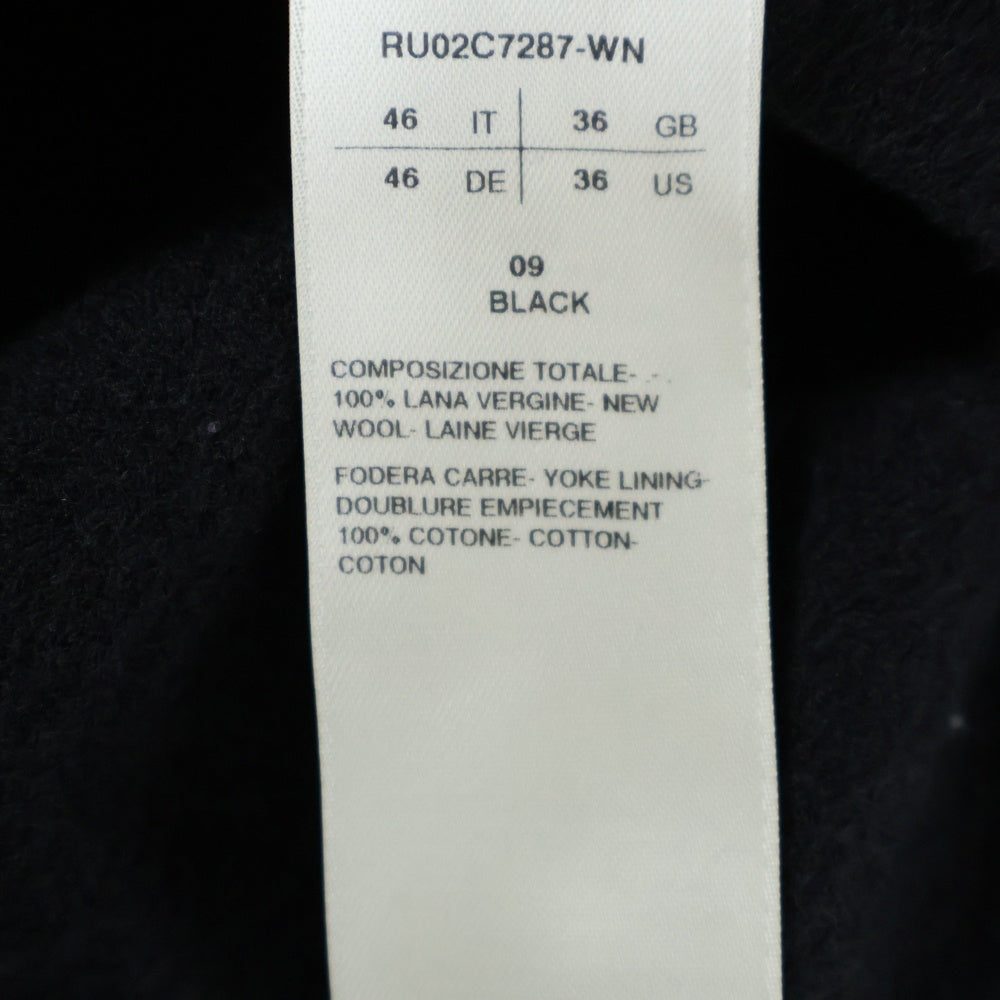 RU02C7287-WN
46 IT 36 GB
46 DE 36 US
09
BLACK
COMPOSIZIONE TOTALE-
100% LANA VERGINE- NEW
WOOL- LAINE VIERGE
FODERA CARRE- YOKE LINING-
DOUBLURE EMPIECEMENT
100% COTONE- COTTON-
COTON